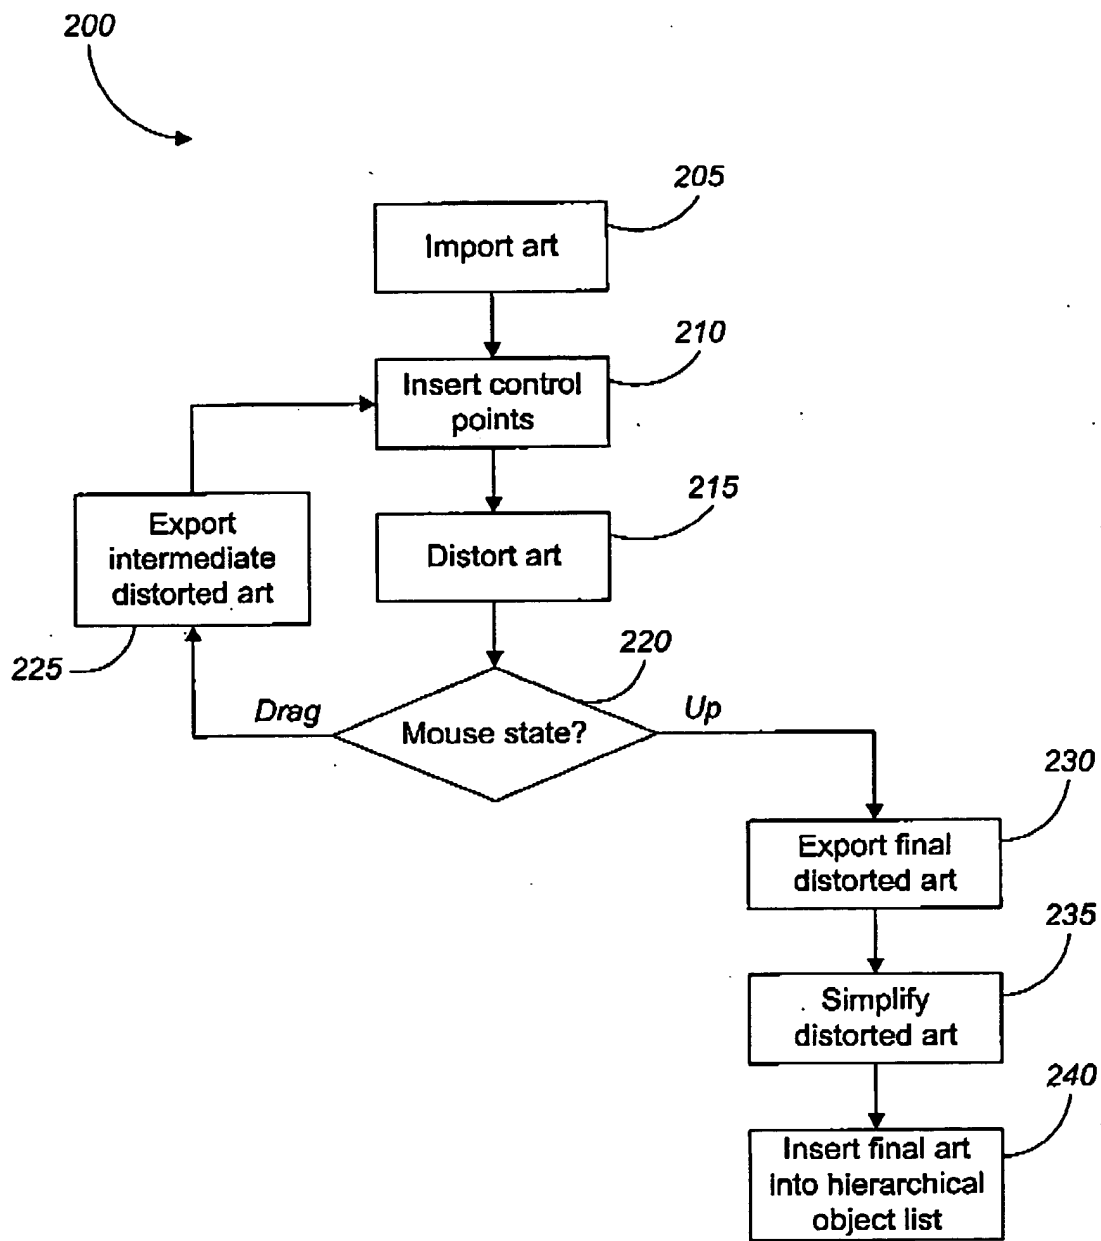 200
205
Import art
210
Insert control
points
215
Export
intermediate
distorted art
Distort art
225
220
Drag
Mouse state?
Up
230
Export final
distorted art
235
Simplify
distorted art
240
Insert final art
into hierarchical
object list